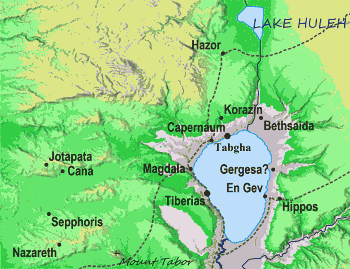 LAKE HULEH
Hazor
Korazin
Capernaum
Bethsaida
Tabgha
Jotapata
Cana
Magdala
Gergesa?
En Gev
Tiberias
Hippos
Sepphoris
Nazareth
Mount Tabor